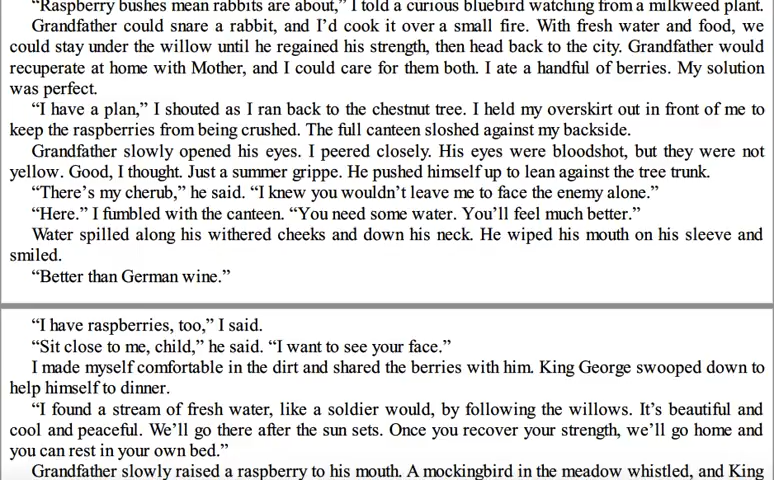 “Raspberry bushes mean rabbits are about,” I told a curious bluebird watching from a milkweed plant.
Grandfather could snare a rabbit, and I’d cook it over a small fire. With fresh water and food, we
could stay under the willow until he regained his strength, then head back to the city. Grandfather would
recuperate at home with Mother, and I could care for them both. I ate a handful of berries. My solution
was perfect.
“I have a plan,” I shouted as I ran back to the chestnut tree. I held my overskirt out in front of me to
keep the raspberries from being crushed. The full canteen sloshed against my backside.
Grandfather slowly opened his eyes. I peered closely. His eyes were bloodshot, but they were not
yellow. Good, I thought. Just a summer grippe. He pushed himself up to lean against the tree trunk.
“There’s my cherub,” he said. “I knew you wouldn’t leave me to face the enemy alone.”
“Here.” I fumbled with the canteen. “You need some water. You’ll feel much better.”
Water spilled along his withered cheeks and down his neck. He wiped his mouth on his sleeve and
smiled.
“Better than German wine.”
“I have raspberries, too,” I said.
“Sit close to me, child,” he said. “I want to see your face.”
I made myself comfortable in the dirt and shared the berries with him. King George swooped down to
help himself to dinner.
“I found a stream of fresh water, like a soldier would, by following the willows. It’s beautiful and
cool and peaceful. We’ll go there after the sun sets. Once you recover your strength, we’ll go home and
you can rest in your own bed.”
Grandfather slowly raised a raspberry to his mouth. A mockingbird in the meadow whistled, and King